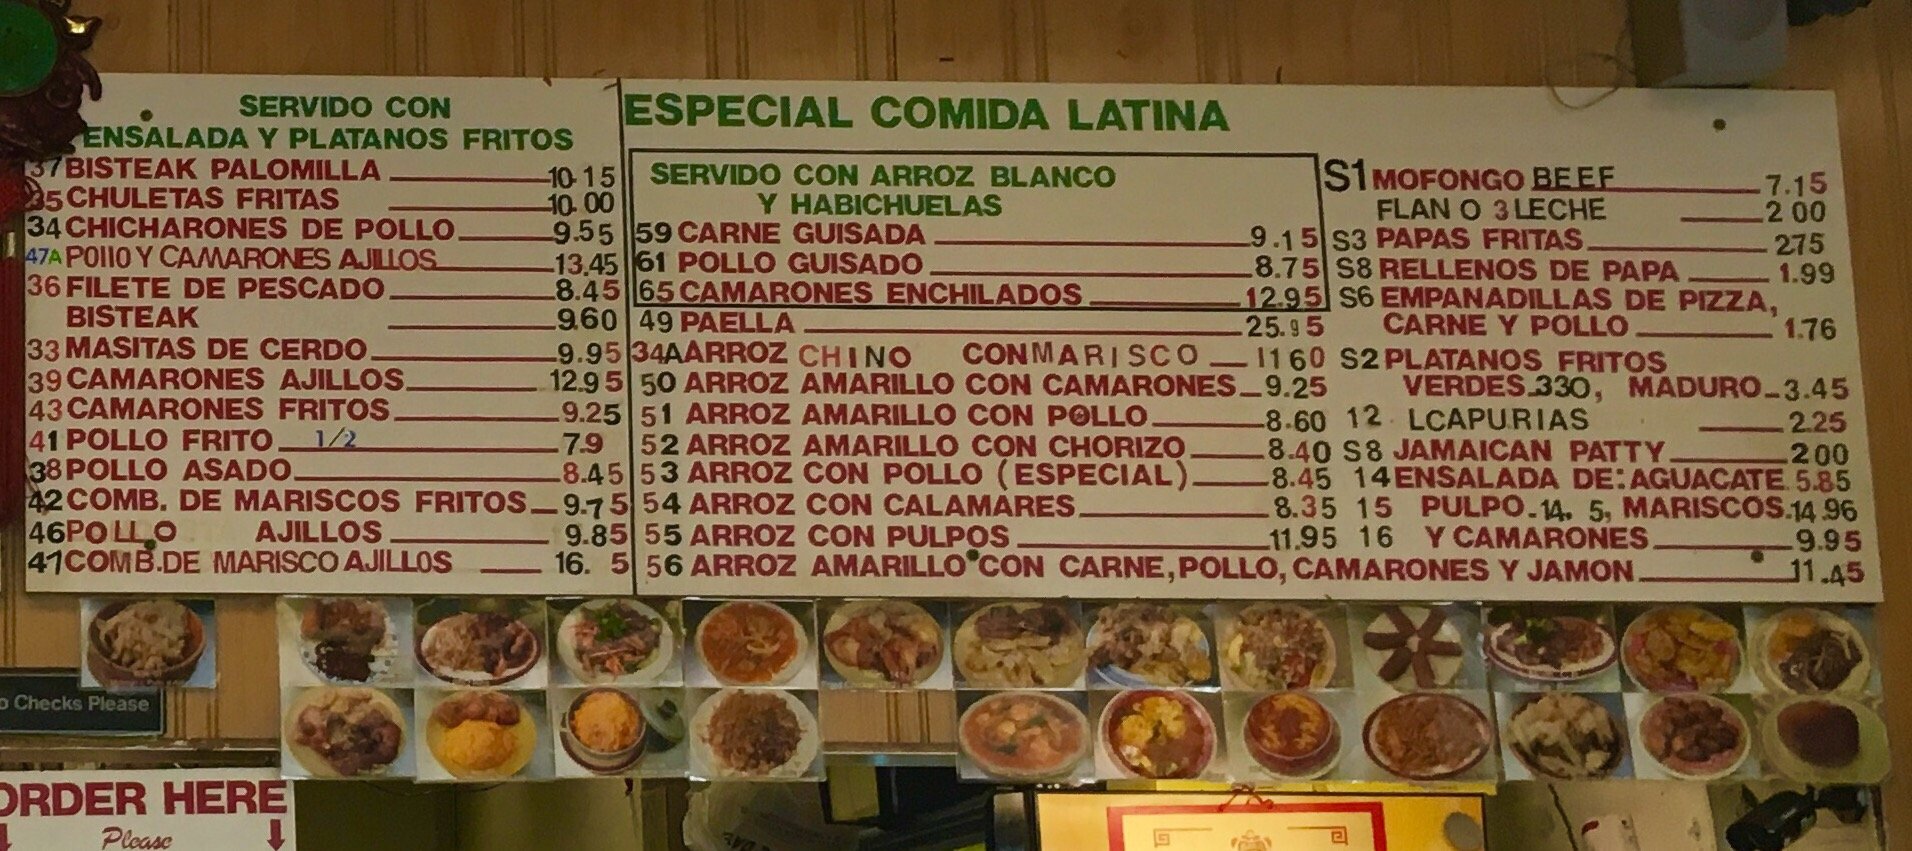 SERVIDO CON
ENSALADA Y PLATANOS FRITOS
37 BISTEAK PALOMILLA 10.15
35 CHULETAS FRITAS 10.00
34 CHICHARONES DE POLLO 9.55
47A POIIO Y CAMARONES AJILLOS 13.45
36 FILETE DE PESCADO 8.45
BISTEAK 9.60
33 MASITAS DE CERDO 9.95
39 CAMARONES AJILLOS 12.95
43 CAMARONES FRITOS 9.25
41 POLLO FRITO 1/2 7.9
38 POLLO ASADO 8.45
42 COMB. DE MARISCOS FRITOS 9.75
46 POLLO AJILLOS 9.85
47 COMB. DE MARISCO AJILLOS 16. 5
ESPECIAL COMIDA LATINA
SERVIDO CON ARROZ BLANCO
Y HABICHUELAS
59 CARNE GUISADA 9.15
61 POLLO GUISADO 8.75
65 CAMARONES ENCHILADOS 12.95
49 PAELLA 25.95
34A ARROZ CHINO CON MARISCO 11 60
50 ARROZ AMARILLO CON CAMARONES 9.25
51 ARROZ AMARILLO CON POLLO 8.60
52 ARROZ AMARILLO CON CHORIZO 8.40
53 ARROZ CON POLLO (ESPECIAL) 8.45
54 ARROZ CON CALAMARES 8.35
55 ARROZ CON PULPOS 11.95
56 ARROZ AMARILLO CON CARNE, POLLO, CAMARONES Y JAMON 11.45
S1 MOFONGO BEEF 7.15
FLAN O 3 LECHE 2 00
S3 PAPAS FRITAS 2.75
S8 RELLENOS DE PAPA 1.99
S6 EMPANADILLAS DE PIZZA,
CARNE Y POLLO 1.76
S2 PLATANOS FRITOS
VERDES 330, MADURO 3.45
12 LCAPURIAS 2.25
S8 JAMAICAN PATTY 2.00
14 ENSALADA DE: AGUACATE 5.85
15 PULPO 14. 5, MARISCOS 14.96
16 Y CAMARONES 9.95
o Checks Please
ORDER HERE
Please